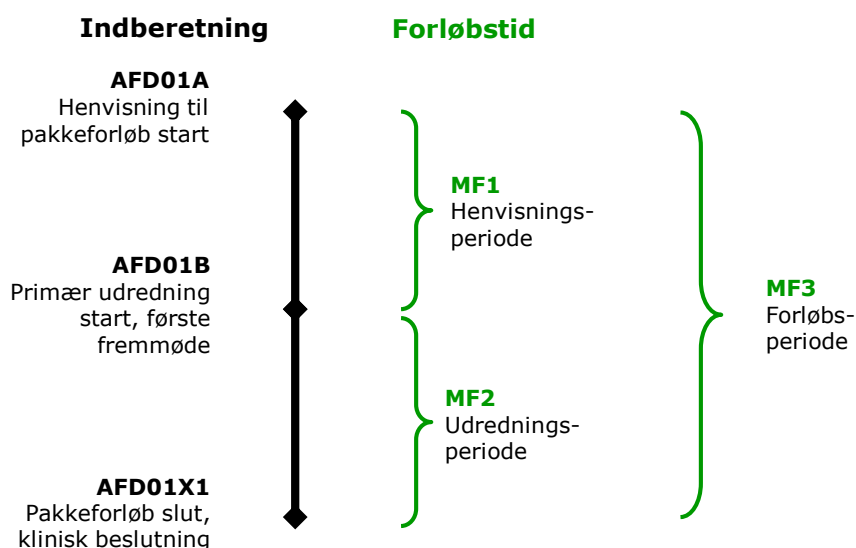 Indberetning
Forløbstid
AFD01A
Henvisning til
pakkeforløb start
MF1
Henvisnings-
periode
AFD01B
Primær udredning
start, første
fremmøde
MF3
Forløbs-
periode
MF2
Udrednings-
periode
AFD01X1
Pakkeforløb slut,
klinisk beslutning